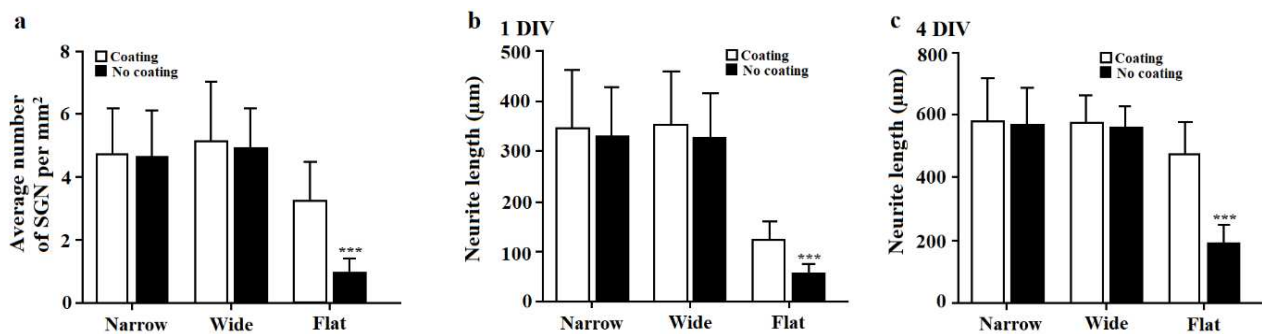 a
Coating
No coating
Average number
of SGN per mm²
8
6
4
2
0
***
Narrow
Wide
Flat
b
1 DIV
Coating
No coating
Neurite length (μm)
500
400
300
200
100
0
***
Narrow
Wide
Flat
c
4 DIV
Coating
No coating
Neurite length (μm)
800
600
400
200
0
***
Narrow
Wide
Flat